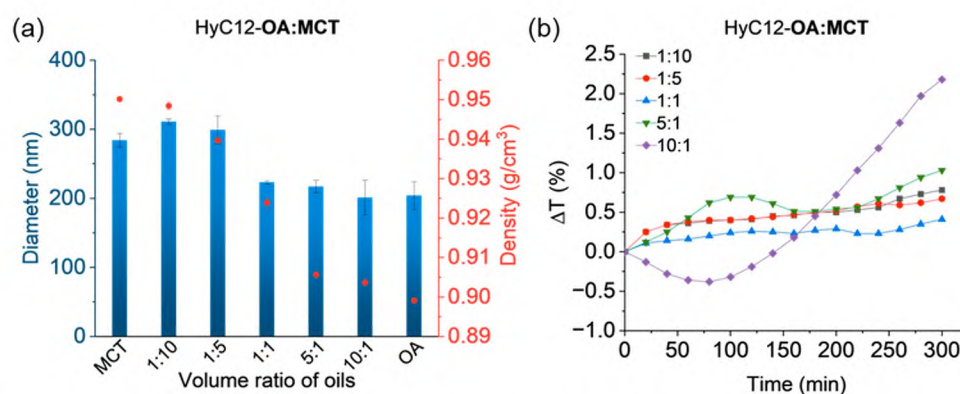 (a)
HyC12-OA:MCT
400
300
200
100
0
Diameter (nm)
0.96
0.95
0.94
0.93
0.92
0.91
0.90
0.89
Density (g/cm³)
MCT 1:10 1:5 1:1 5:1 10:1 OA
Volume ratio of oils
(b)
HyC12-OA:MCT
2.5
2.0
1.5
1.0
0.5
0.0
−0.5
−1.0
ΔT (%)
1:10
1:5
1:1
5:1
10:1
0 50 100 150 200 250 300
Time (min)